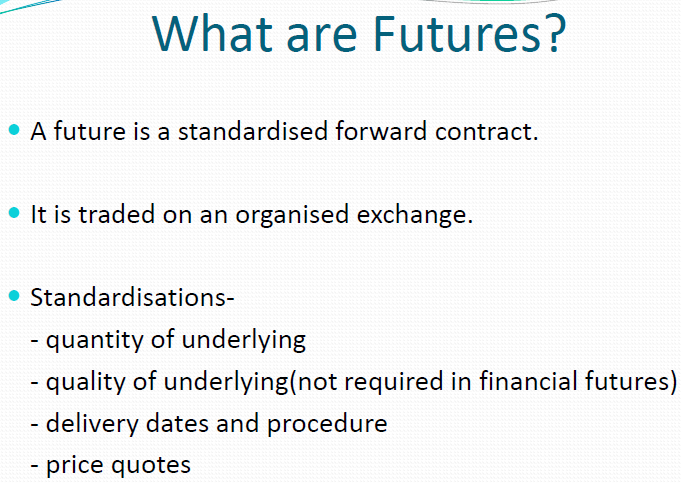 What are Futures?
A future is a standardised forward contract.
It is traded on an organised exchange.
Standardisations-
- quantity of underlying
- quality of underlying(not required in financial futures)
- delivery dates and procedure
- price quotes